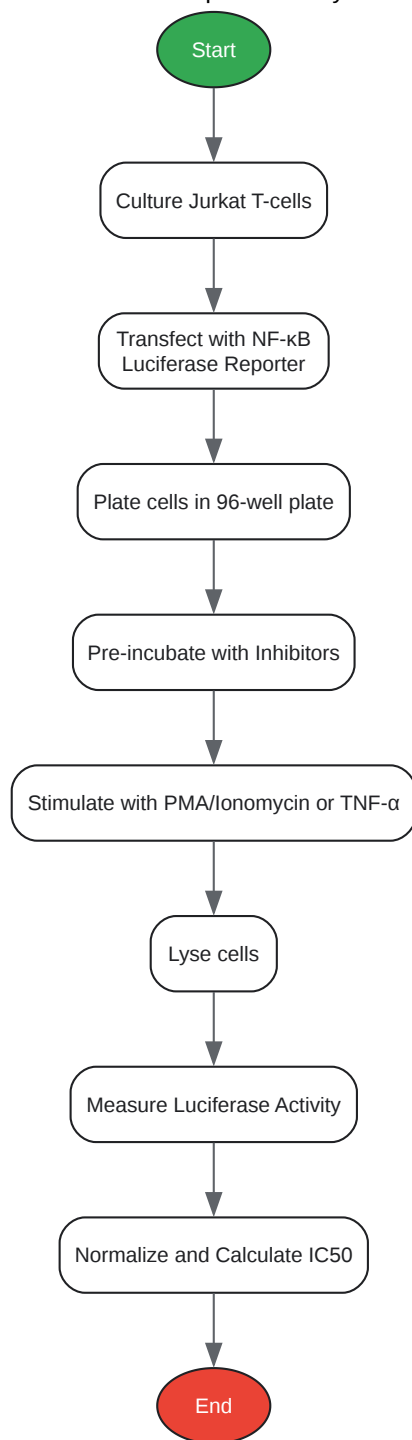 Start
Culture Jurkat T-cells
Transfect with NF-κB
Luciferase Reporter
Plate cells in 96-well plate
Pre-incubate with Inhibitors
Stimulate with PMA/Ionomycin or TNF-α
Lyse cells
Measure Luciferase Activity
Normalize and Calculate IC50
End